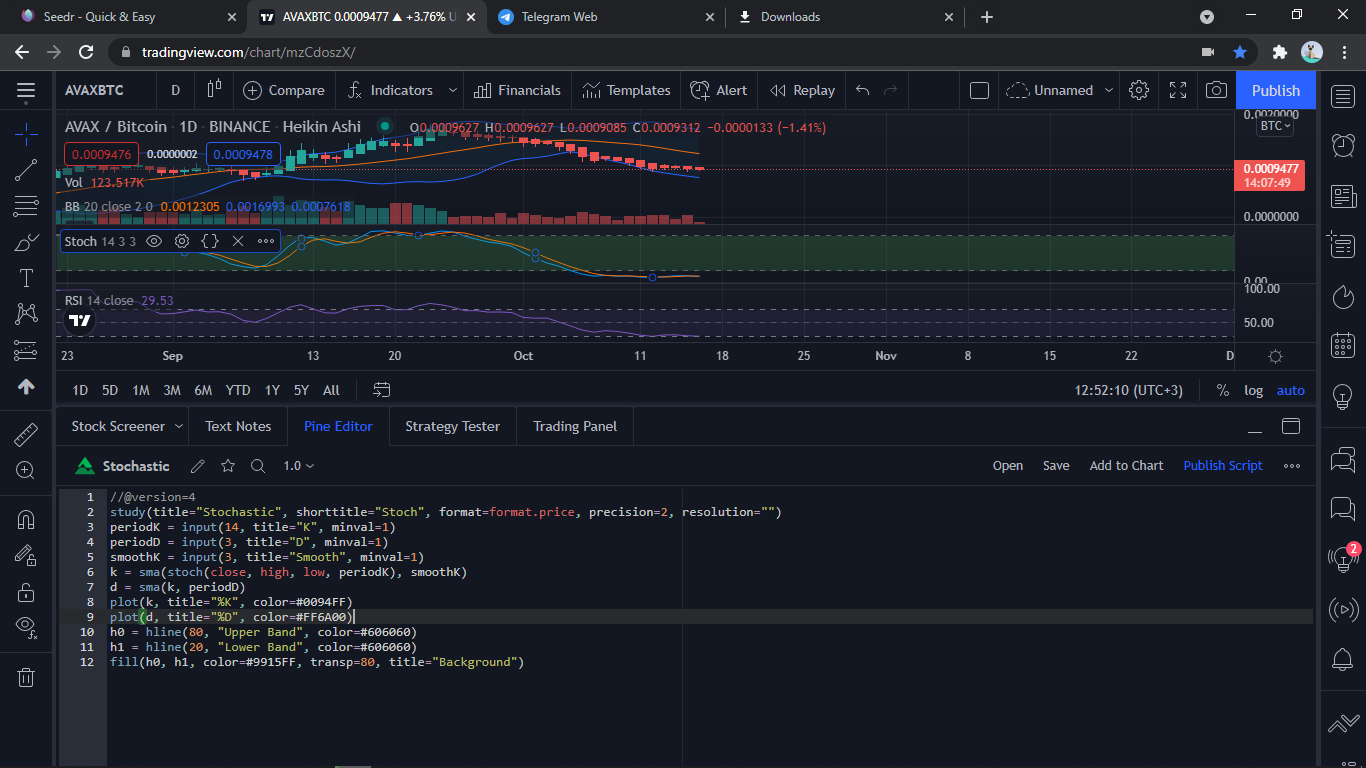 Seedr - Quick & Easy
AVAXBTC 0.0009477 ▲ +3.76% U
Telegram Web
Downloads
tradingview.com/chart/mzCdoszX/
AVAXBTC D Compare Indicators Financials Templates Alert Replay Unnamed Publish
AVAX / Bitcoin · 1D · BINANCE · Heikin Ashi O0.0009627 H0.0009627 L0.0009085 C0.0009312 −0.0000133 (−1.41%)
0.0020000
BTC
0.0009476 0.0000002 0.0009478
0.0009477
14:07:49
Vol 123.517K
BB 20 close 2 0 0.0012305 0.0016993 0.0007618
0.0000000
Stoch 14 3 3
0.00
RSI 14 close 29.53
100.00
50.00
23 Sep 13 20 Oct 11 18 25 Nov 8 15 22 D
1D 5D 1M 3M 6M YTD 1Y 5Y All 12:52:10 (UTC+3) % log auto
Stock Screener Text Notes Pine Editor Strategy Tester Trading Panel
Stochastic 1.0 Open Save Add to Chart Publish Script
1 //@version=4
2 study(title="Stochastic", shorttitle="Stoch", format=format.price, precision=2, resolution="")
3 periodK = input(14, title="K", minval=1)
4 periodD = input(3, title="D", minval=1)
5 smoothK = input(3, title="Smooth", minval=1)
6 k = sma(stoch(close, high, low, periodK), smoothK)
7 d = sma(k, periodD)
8 plot(k, title="%K", color=#0094FF)
9 plot(d, title="%D", color=#FF6A00)
10 h0 = hline(80, "Upper Band", color=#606060)
11 h1 = hline(20, "Lower Band", color=#606060)
12 fill(h0, h1, color=#9915FF, transp=80, title="Background")
2